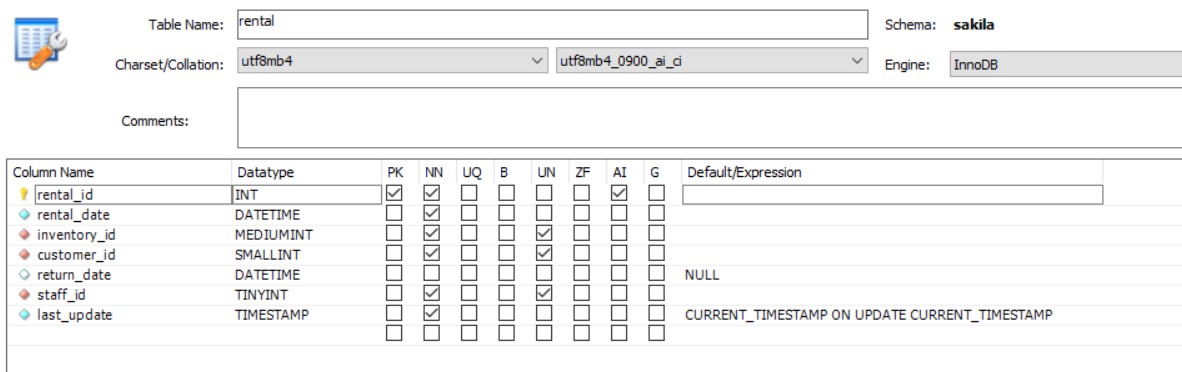 Table Name: rental Schema: sakila
Charset/Collation: utf8mb4 utf8mb4_0900_ai_ci Engine: InnoDB
Comments:
Column Name Datatype PK NN UQ B UN ZF AI G Default/Expression
rental_id INT
rental_date DATETIME
inventory_id MEDIUMINT
customer_id SMALLINT
return_date DATETIME NULL
staff_id TINYINT
last_update TIMESTAMP CURRENT_TIMESTAMP ON UPDATE CURRENT_TIMESTAMP